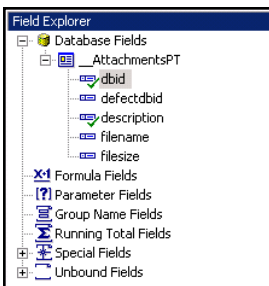 Field Explorer
Database Fields
__AttachmentsPT
dbid
defectdbid
description
filename
filesize
Formula Fields
Parameter Fields
Group Name Fields
Running Total Fields
Special Fields
Unbound Fields